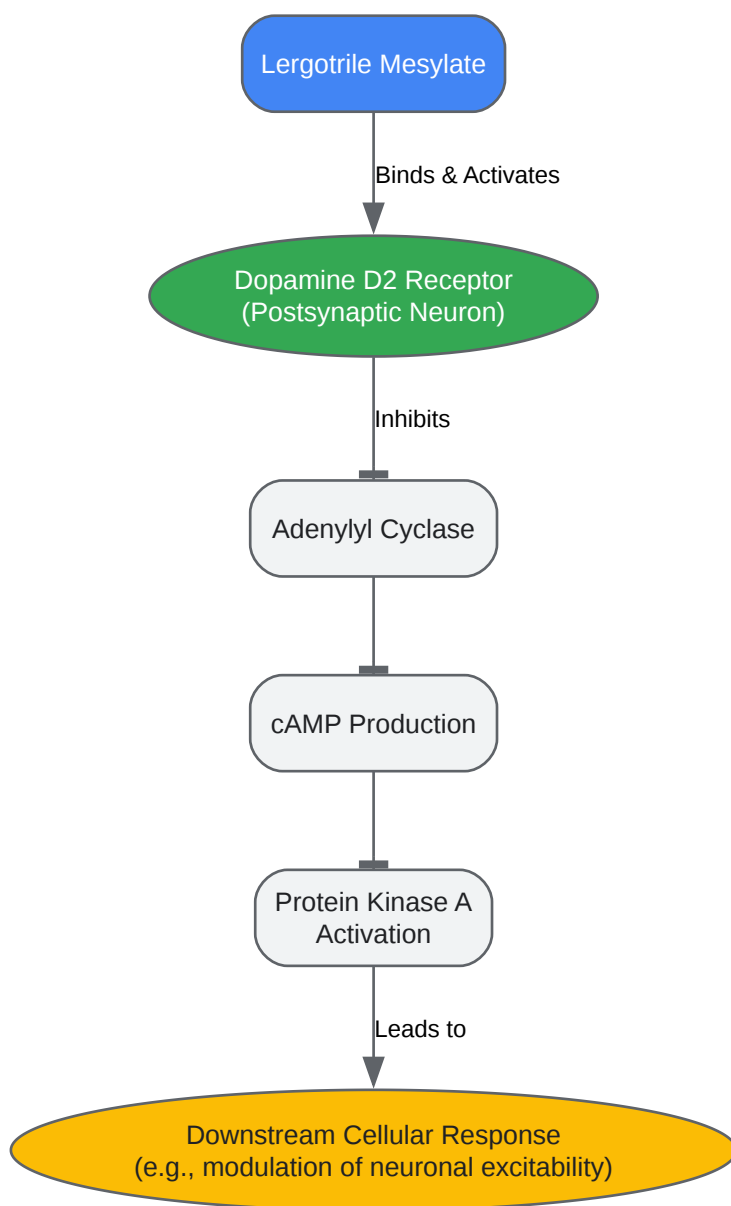 Lergotrile Mesylate
Binds & Activates
Dopamine D2 Receptor
(Postsynaptic Neuron)
Inhibits
Adenylyl Cyclase
cAMP Production
Protein Kinase A
Activation
Leads to
Downstream Cellular Response
(e.g., modulation of neuronal excitability)